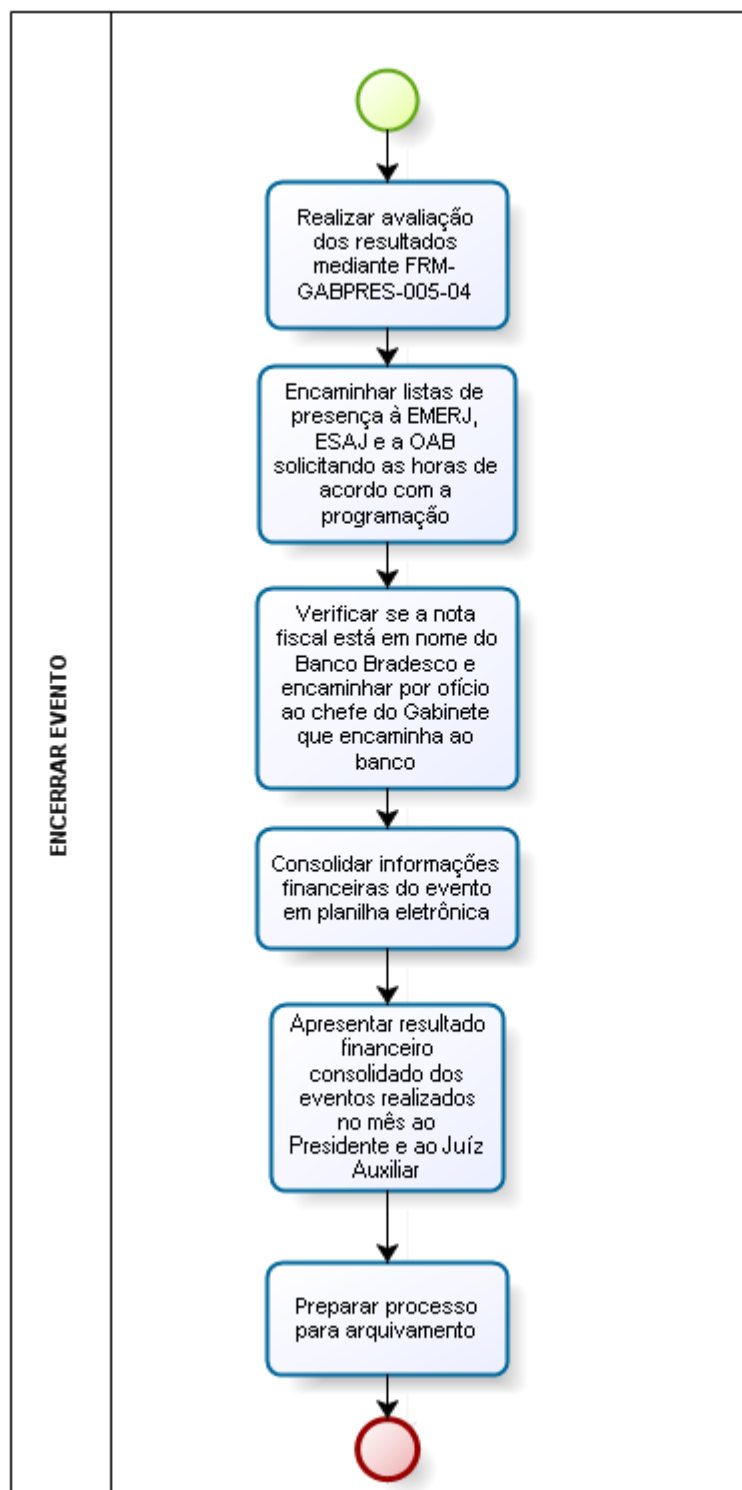 ENCERRAR EVENTO
Realizar avaliação
dos resultados
mediante FRM-
GABPRES-005-04
Encaminhar listas de
presença à EMERJ,
ESAJ e a OAB
solicitando as horas de
acordo com a
programação
Verificar se a nota
fiscal está em nome do
Banco Bradesco e
encaminhar por ofício
ao chefe do Gabinete
que encaminha ao
banco
Consolidar informações
financeiras do evento
em planilha eletrônica
Apresentar resultado
financeiro
consolidado dos
eventos realizados
no mês ao
Presidente e ao Juíz
Auxiliar
Preparar processo
para arquivamento